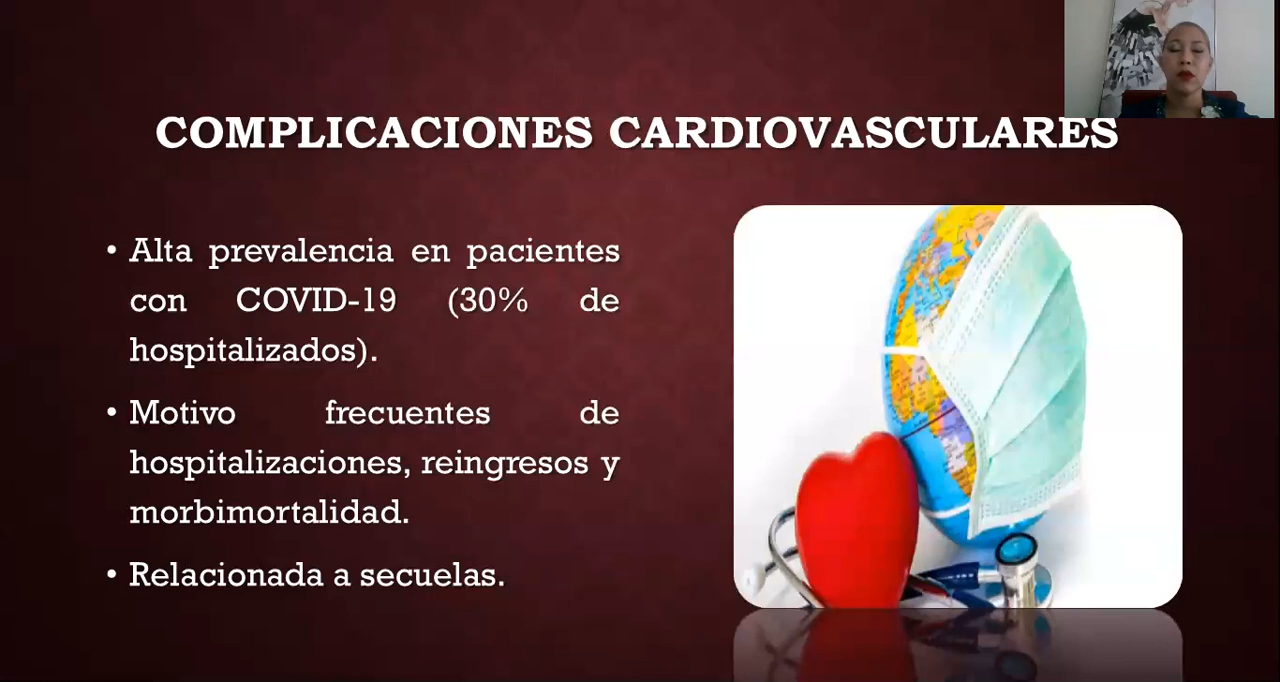 COMPLICACIONES CARDIOVASCULARES
• Alta prevalencia en pacientes
con COVID-19 (30% de
hospitalizados).
• Motivo frecuentes de
hospitalizaciones, reingresos y
morbimortalidad.
• Relacionada a secuelas.